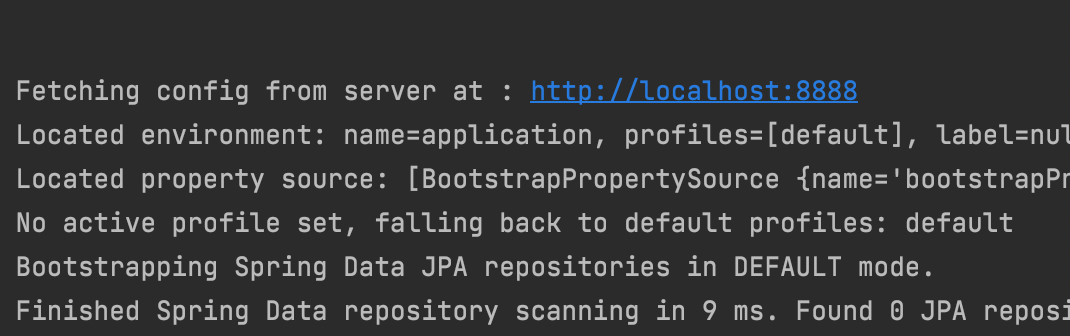 Fetching config from server at : http://localhost:8888
Located environment: name=application, profiles=[default], label=nul
Located property source: [BootstrapPropertySource {name='bootstrapPr
No active profile set, falling back to default profiles: default
Bootstrapping Spring Data JPA repositories in DEFAULT mode.
Finished Spring Data repository scanning in 9 ms. Found 0 JPA reposi